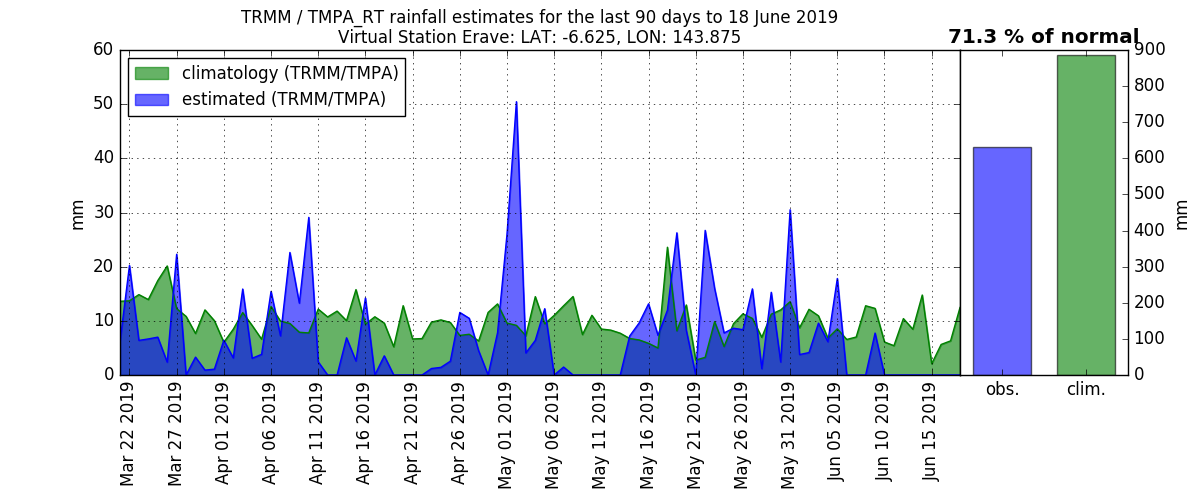 TRMM / TMPA_RT rainfall estimates for the last 90 days to 18 June 2019
Virtual Station Erave: LAT: -6.625, LON: 143.875
71.3 % of normal
climatology (TRMM/TMPA)
estimated (TRMM/TMPA)
60
50
40
30
20
10
0
mm
Mar 22 2019
Mar 27 2019
Apr 01 2019
Apr 06 2019
Apr 11 2019
Apr 16 2019
Apr 21 2019
Apr 26 2019
May 01 2019
May 06 2019
May 11 2019
May 16 2019
May 21 2019
May 26 2019
May 31 2019
Jun 05 2019
Jun 10 2019
Jun 15 2019
obs.
clim.
900
800
700
600
500
400
300
200
100
0
mm